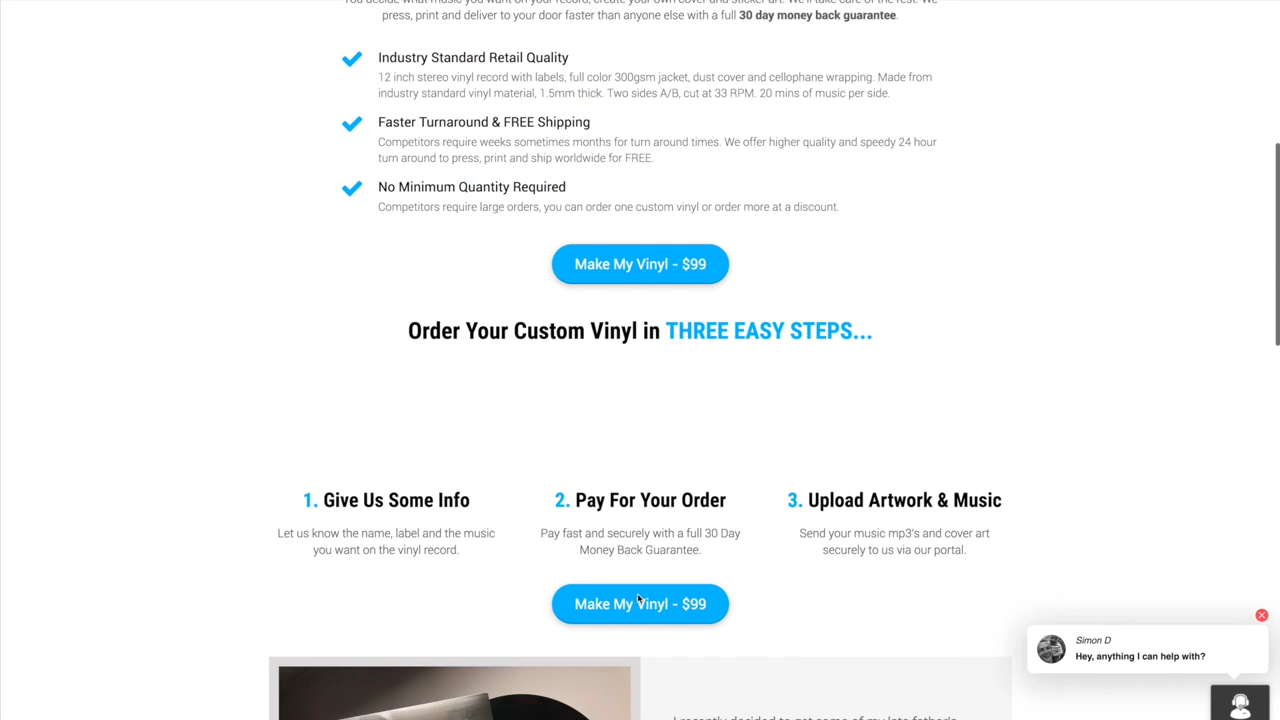 press, print and deliver to your door faster than anyone else with a full 30 day money back guarantee.
Industry Standard Retail Quality
12 inch stereo vinyl record with labels, full color 300gsm jacket, dust cover and cellophane wrapping. Made from
industry standard vinyl material, 1.5mm thick. Two sides A/B, cut at 33 RPM. 20 mins of music per side.
Faster Turnaround & FREE Shipping
Competitors require weeks sometimes months for turn around times. We offer higher quality and speedy 24 hour
turn around to press, print and ship worldwide for FREE.
No Minimum Quantity Required
Competitors require large orders, you can order one custom vinyl or order more at a discount.
Make My Vinyl - $99
Order Your Custom Vinyl in THREE EASY STEPS...
1. Give Us Some Info
Let us know the name, label and the music
you want on the vinyl record.
2. Pay For Your Order
Pay fast and securely with a full 30 Day
Money Back Guarantee.
3. Upload Artwork & Music
Send your music mp3's and cover art
securely to us via our portal.
Make My Vinyl - $99
Simon D
Hey, anything I can help with?